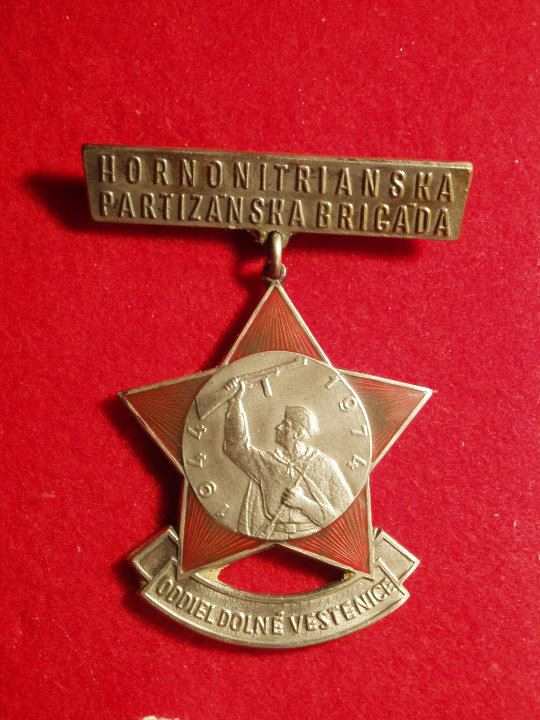 HORNONITRIANSKA
PARTIZÁNSKA BRIGÁDA
1944 1974
ODDIEL DOLNÉ VESTENICE